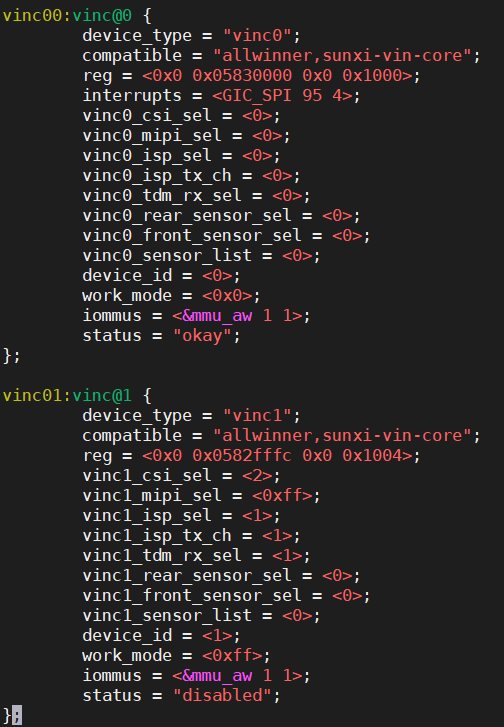 vinc00:vinc@0 {
        device_type = "vinc0";
        compatible = "allwinner,sunxi-vin-core";
        reg = <0x0 0x05830000 0x0 0x1000>;
        interrupts = <GIC_SPI 95 4>;
        vinc0_csi_sel = <0>;
        vinc0_mipi_sel = <0>;
        vinc0_isp_sel = <0>;
        vinc0_isp_tx_ch = <0>;
        vinc0_tdm_rx_sel = <0>;
        vinc0_rear_sensor_sel = <0>;
        vinc0_front_sensor_sel = <0>;
        vinc0_sensor_list = <0>;
        device_id = <0>;
        work_mode = <0x0>;
        iommus = <&mmu_aw 1 1>;
        status = "okay";
};

vinc01:vinc@1 {
        device_type = "vinc1";
        compatible = "allwinner,sunxi-vin-core";
        reg = <0x0 0x0582fffc 0x0 0x1004>;
        vinc1_csi_sel = <2>;
        vinc1_mipi_sel = <0xff>;
        vinc1_isp_sel = <1>;
        vinc1_isp_tx_ch = <1>;
        vinc1_tdm_rx_sel = <1>;
        vinc1_rear_sensor_sel = <0>;
        vinc1_front_sensor_sel = <0>;
        vinc1_sensor_list = <0>;
        device_id = <1>;
        work_mode = <0xff>;
        iommus = <&mmu_aw 1 1>;
        status = "disabled";
};